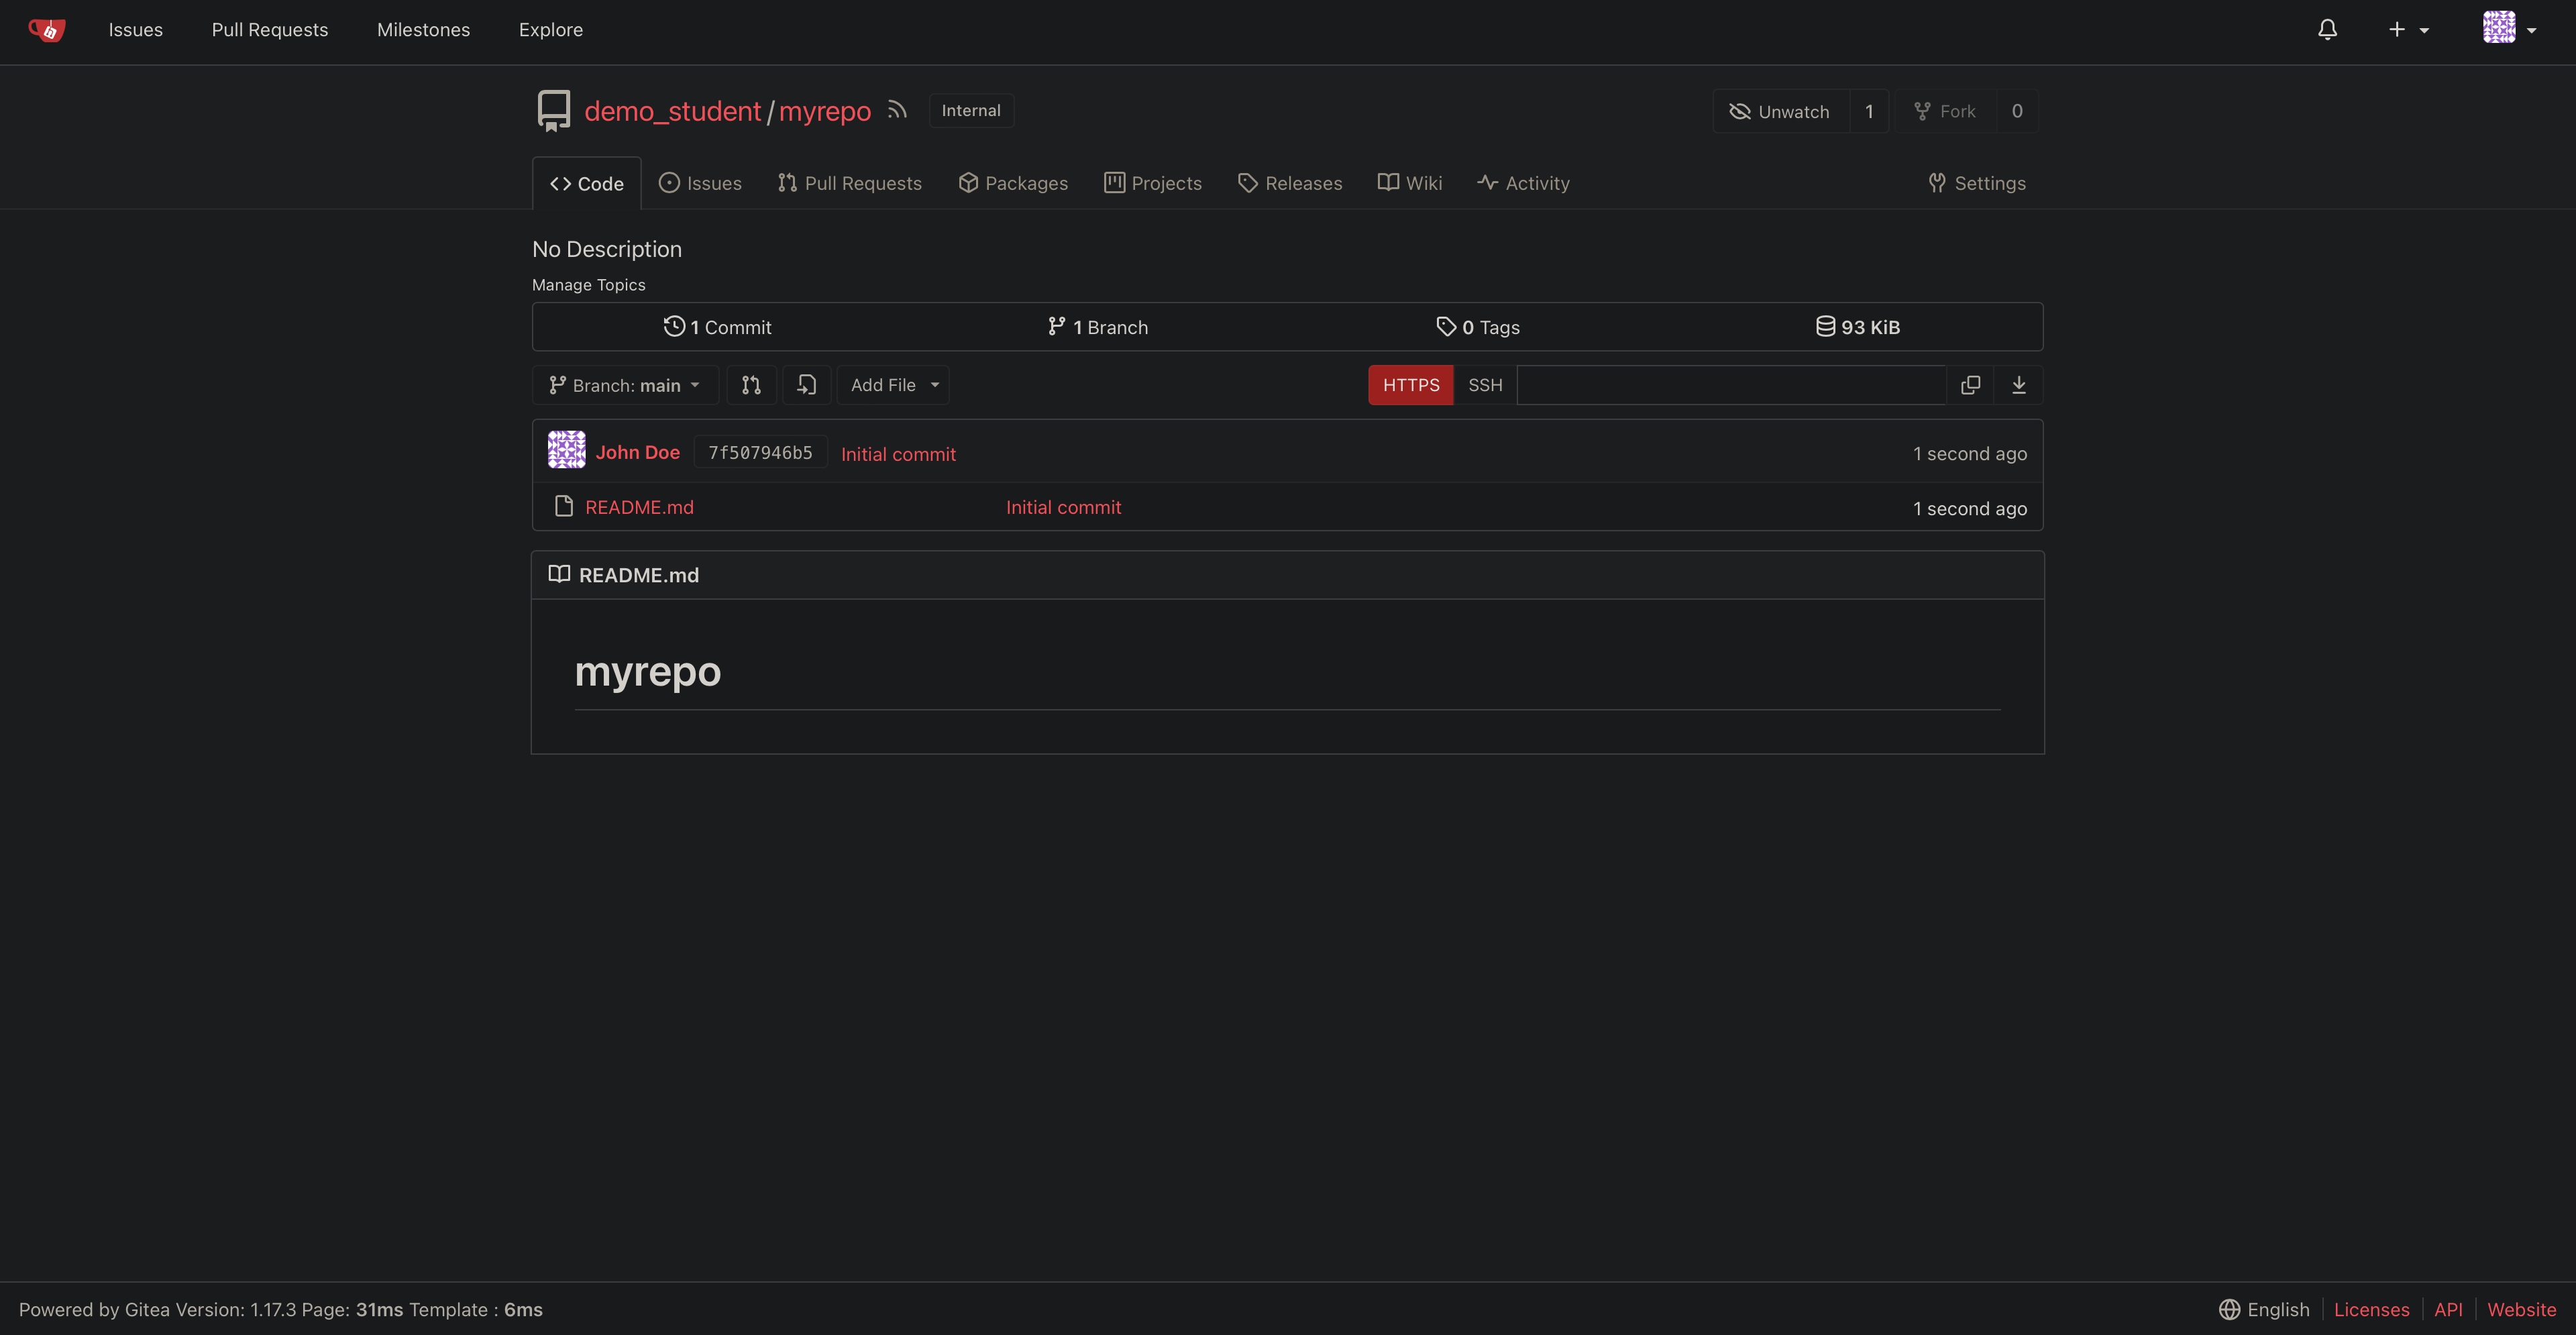 Issues Pull Requests Milestones Explore
demo_student/myrepo Internal Unwatch 1 Fork 0
Code Issues Pull Requests Packages Projects Releases Wiki Activity Settings
No Description
Manage Topics
1 Commit 1 Branch 0 Tags 93 KiB
Branch: main Add File HTTPS SSH
John Doe 7f507946b5 Initial commit 1 second ago
README.md Initial commit 1 second ago
README.md
myrepo
Powered by Gitea Version: 1.17.3 Page: 31ms Template : 6ms English Licenses API Website